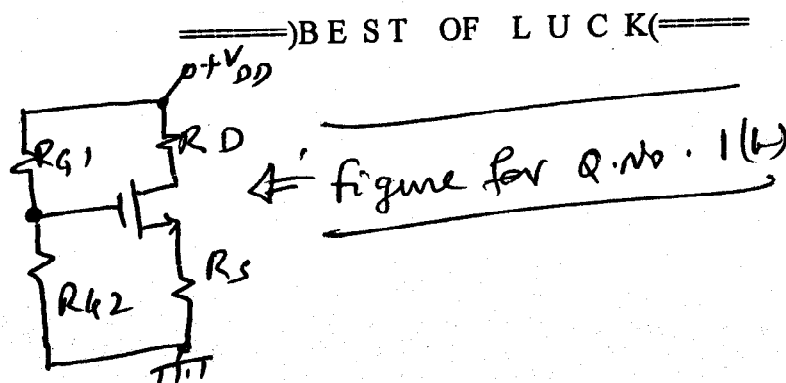 =====)B E S T OF L U C K(=====
+VDD
RG1
RD
⇐ figure for Q.No. 1(b)
RG2
RS